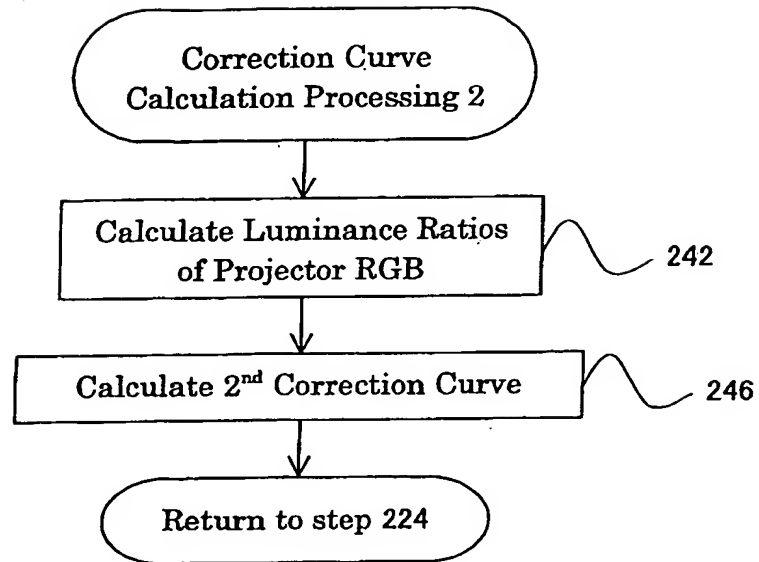 Correction Curve
Calculation Processing 2
Calculate Luminance Ratios
of Projector RGB
242
Calculate 2nd Correction Curve
246
Return to step 224